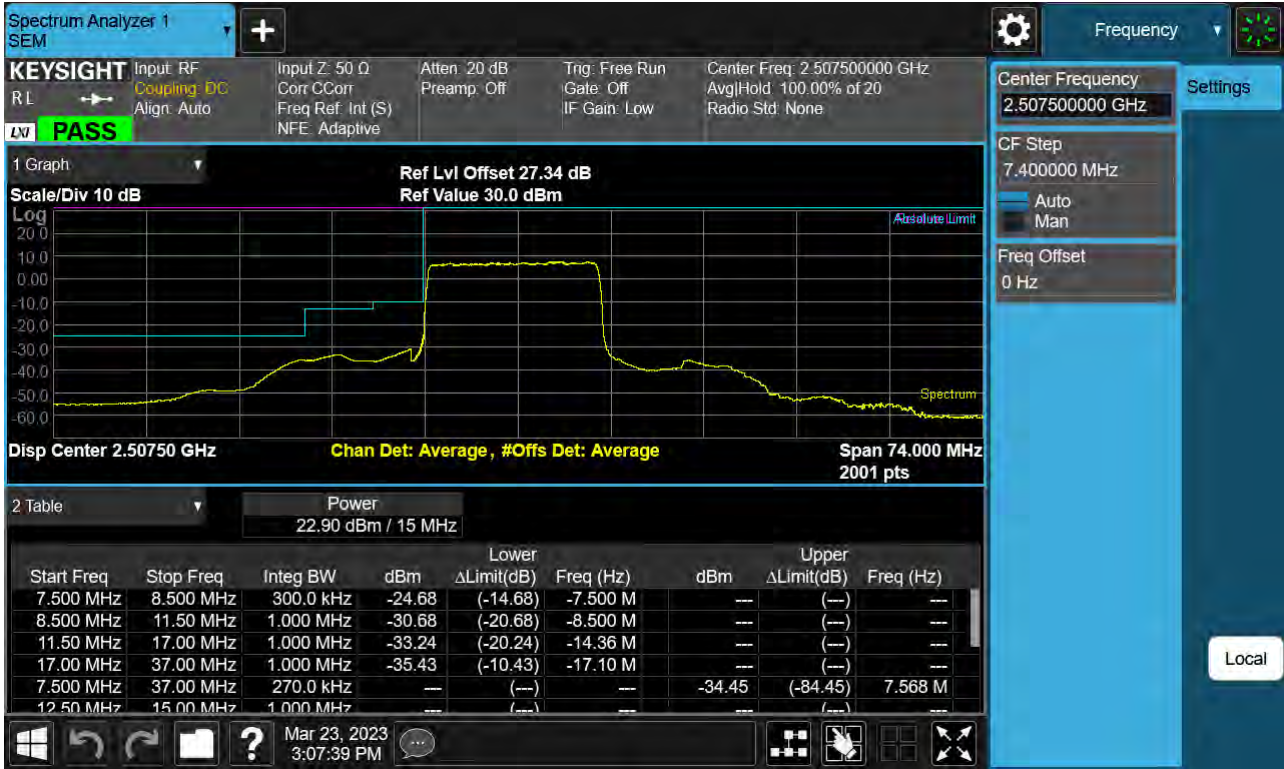 Spectrum Analyzer 1
SEM
Frequency
KEYSIGHT
Input: RF
Coupling: DC
Align: Auto
Input Z: 50 Ω
Corr CCorr
Freq Ref: Int (S)
NFE: Adaptive
Atten: 20 dB
Preamp: Off
Trig: Free Run
Gate: Off
IF Gain: Low
Center Freq: 2.507500000 GHz
Avg|Hold: 100.00% of 20
Radio Std: None
R L
LXI
PASS
Center Frequency
2.507500000 GHz
Settings
CF Step
7.400000 MHz
Auto
Man
Freq Offset
0 Hz
Local
1 Graph
Scale/Div 10 dB
Ref Lvl Offset 27.34 dB
Ref Value 30.0 dBm
Log
20.0
10.0
0.00
-10.0
-20.0
-30.0
-40.0
-50.0
-60.0
Absolute Limit
Spectrum
Disp Center 2.50750 GHz
Chan Det: Average, #Offs Det: Average
Span 74.000 MHz
2001 pts
2 Table
Power
22.90 dBm / 15 MHz
Lower Upper
Start Freq Stop Freq Integ BW dBm ΔLimit(dB) Freq (Hz) dBm ΔLimit(dB) Freq (Hz)
7.500 MHz 8.500 MHz 300.0 kHz -24.68 (-14.68) -7.500 M --- (---) ---
8.500 MHz 11.50 MHz 1.000 MHz -30.68 (-20.68) -8.500 M --- (---) ---
11.50 MHz 17.00 MHz 1.000 MHz -33.24 (-20.24) -14.36 M --- (---) ---
17.00 MHz 37.00 MHz 1.000 MHz -35.43 (-10.43) -17.10 M --- (---) ---
7.500 MHz 37.00 MHz 270.0 kHz --- (---) --- -34.45 (-84.45) 7.568 M
12.50 MHz 15.00 MHz 1.000 MHz --- (---) --- --- (---) ---
Mar 23, 2023
3:07:39 PM